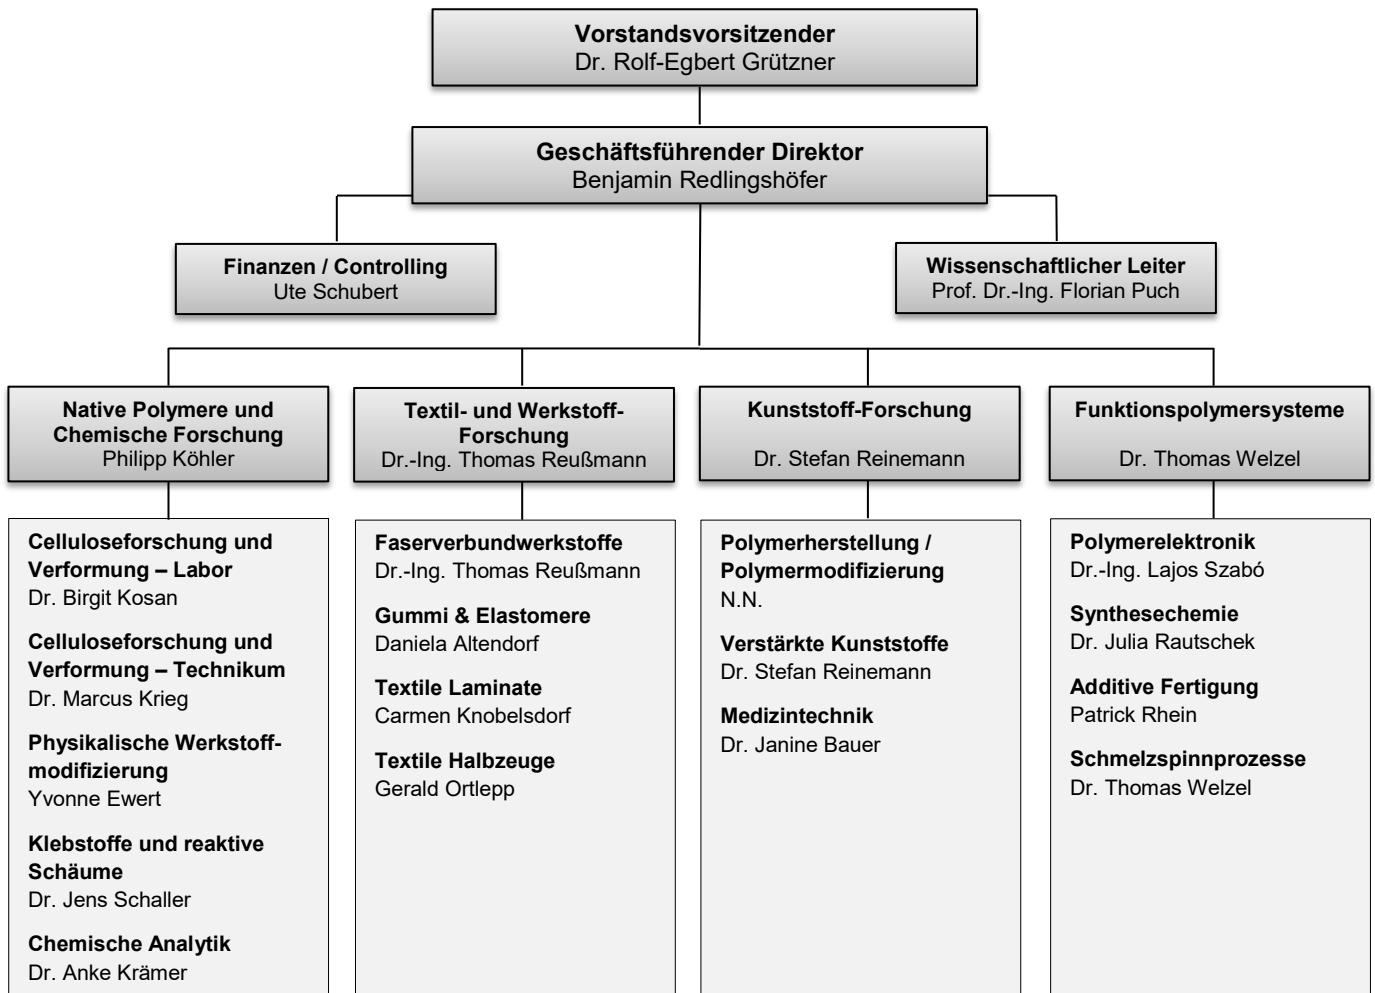 Vorstandsvorsitzender
Dr. Rolf-Egbert Grützner
Geschäftsführender Direktor
Benjamin Redlingshöfer
Finanzen / Controlling
Ute Schubert
Wissenschaftlicher Leiter
Prof. Dr.-Ing. Florian Puch
Native Polymere und
Chemische Forschung
Philipp Köhler
Textil- und Werkstoff-
Forschung
Dr.-Ing. Thomas Reußmann
Kunststoff-Forschung
Dr. Stefan Reinemann
Funktionspolymersysteme
Dr. Thomas Welzel
Celluloseforschung und
Verformung – Labor
Dr. Birgit Kosan
Celluloseforschung und
Verformung – Technikum
Dr. Marcus Krieg
Physikalische Werkstoff-
modifizierung
Yvonne Ewert
Klebstoffe und reaktive
Schäume
Dr. Jens Schaller
Chemische Analytik
Dr. Anke Krämer
Faserverbundwerkstoffe
Dr.-Ing. Thomas Reußmann
Gummi & Elastomere
Daniela Altendorf
Textile Laminate
Carmen Knobelsdorf
Textile Halbzeuge
Gerald Ortlepp
Polymerherstellung /
Polymermodifizierung
N.N.
Verstärkte Kunststoffe
Dr. Stefan Reinemann
Medizintechnik
Dr. Janine Bauer
Polymerelektronik
Dr.-Ing. Lajos Szabó
Synthesechemie
Dr. Julia Rautschek
Additive Fertigung
Patrick Rhein
Schmelzspinnprozesse
Dr. Thomas Welzel